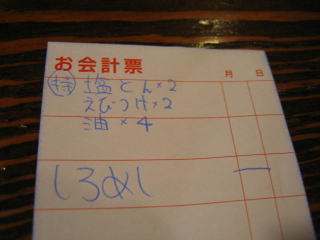 お会計票
月 日
持 塩とん×2
えびつけ×2
油×4
しろめし 一